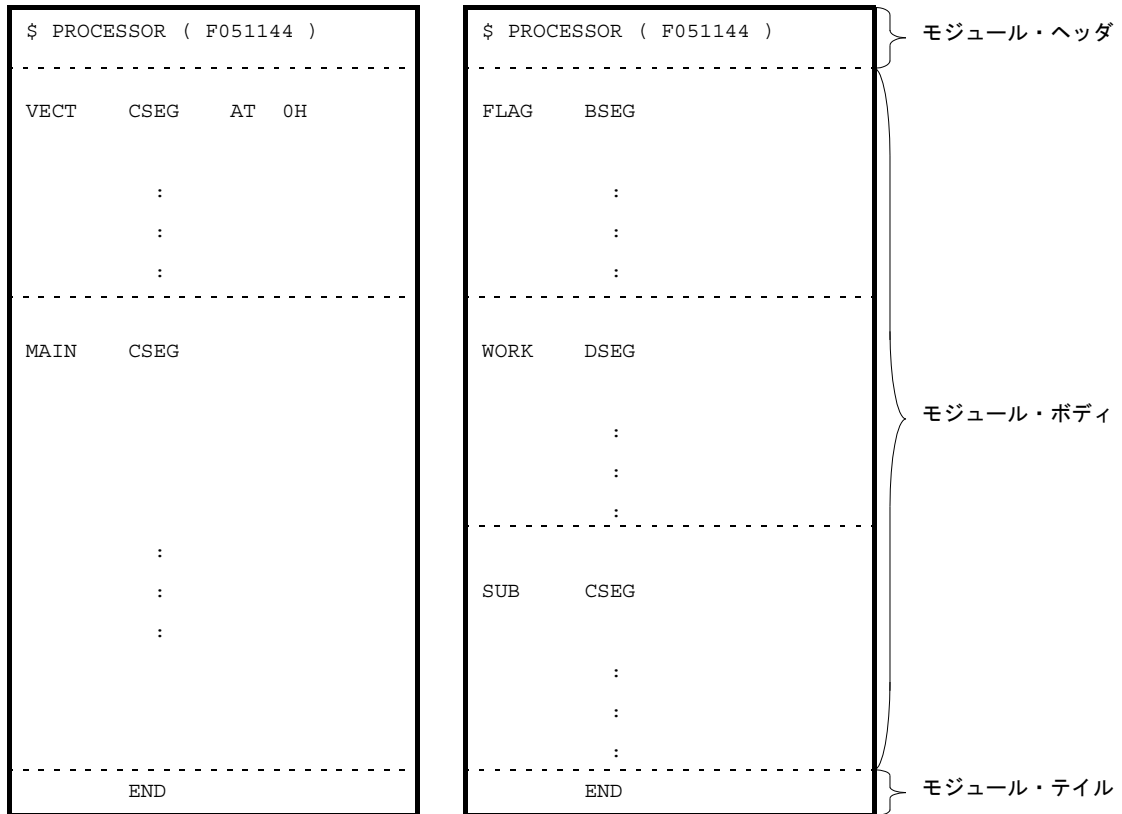 $ PROCESSOR ( F051144 )
VECT CSEG AT 0H
:
:
:
MAIN CSEG
:
:
:
END
$ PROCESSOR ( F051144 )
FLAG BSEG
:
:
:
WORK DSEG
:
:
:
SUB CSEG
:
:
:
END
モジュール・ヘッダ
モジュール・ボディ
モジュール・テイル